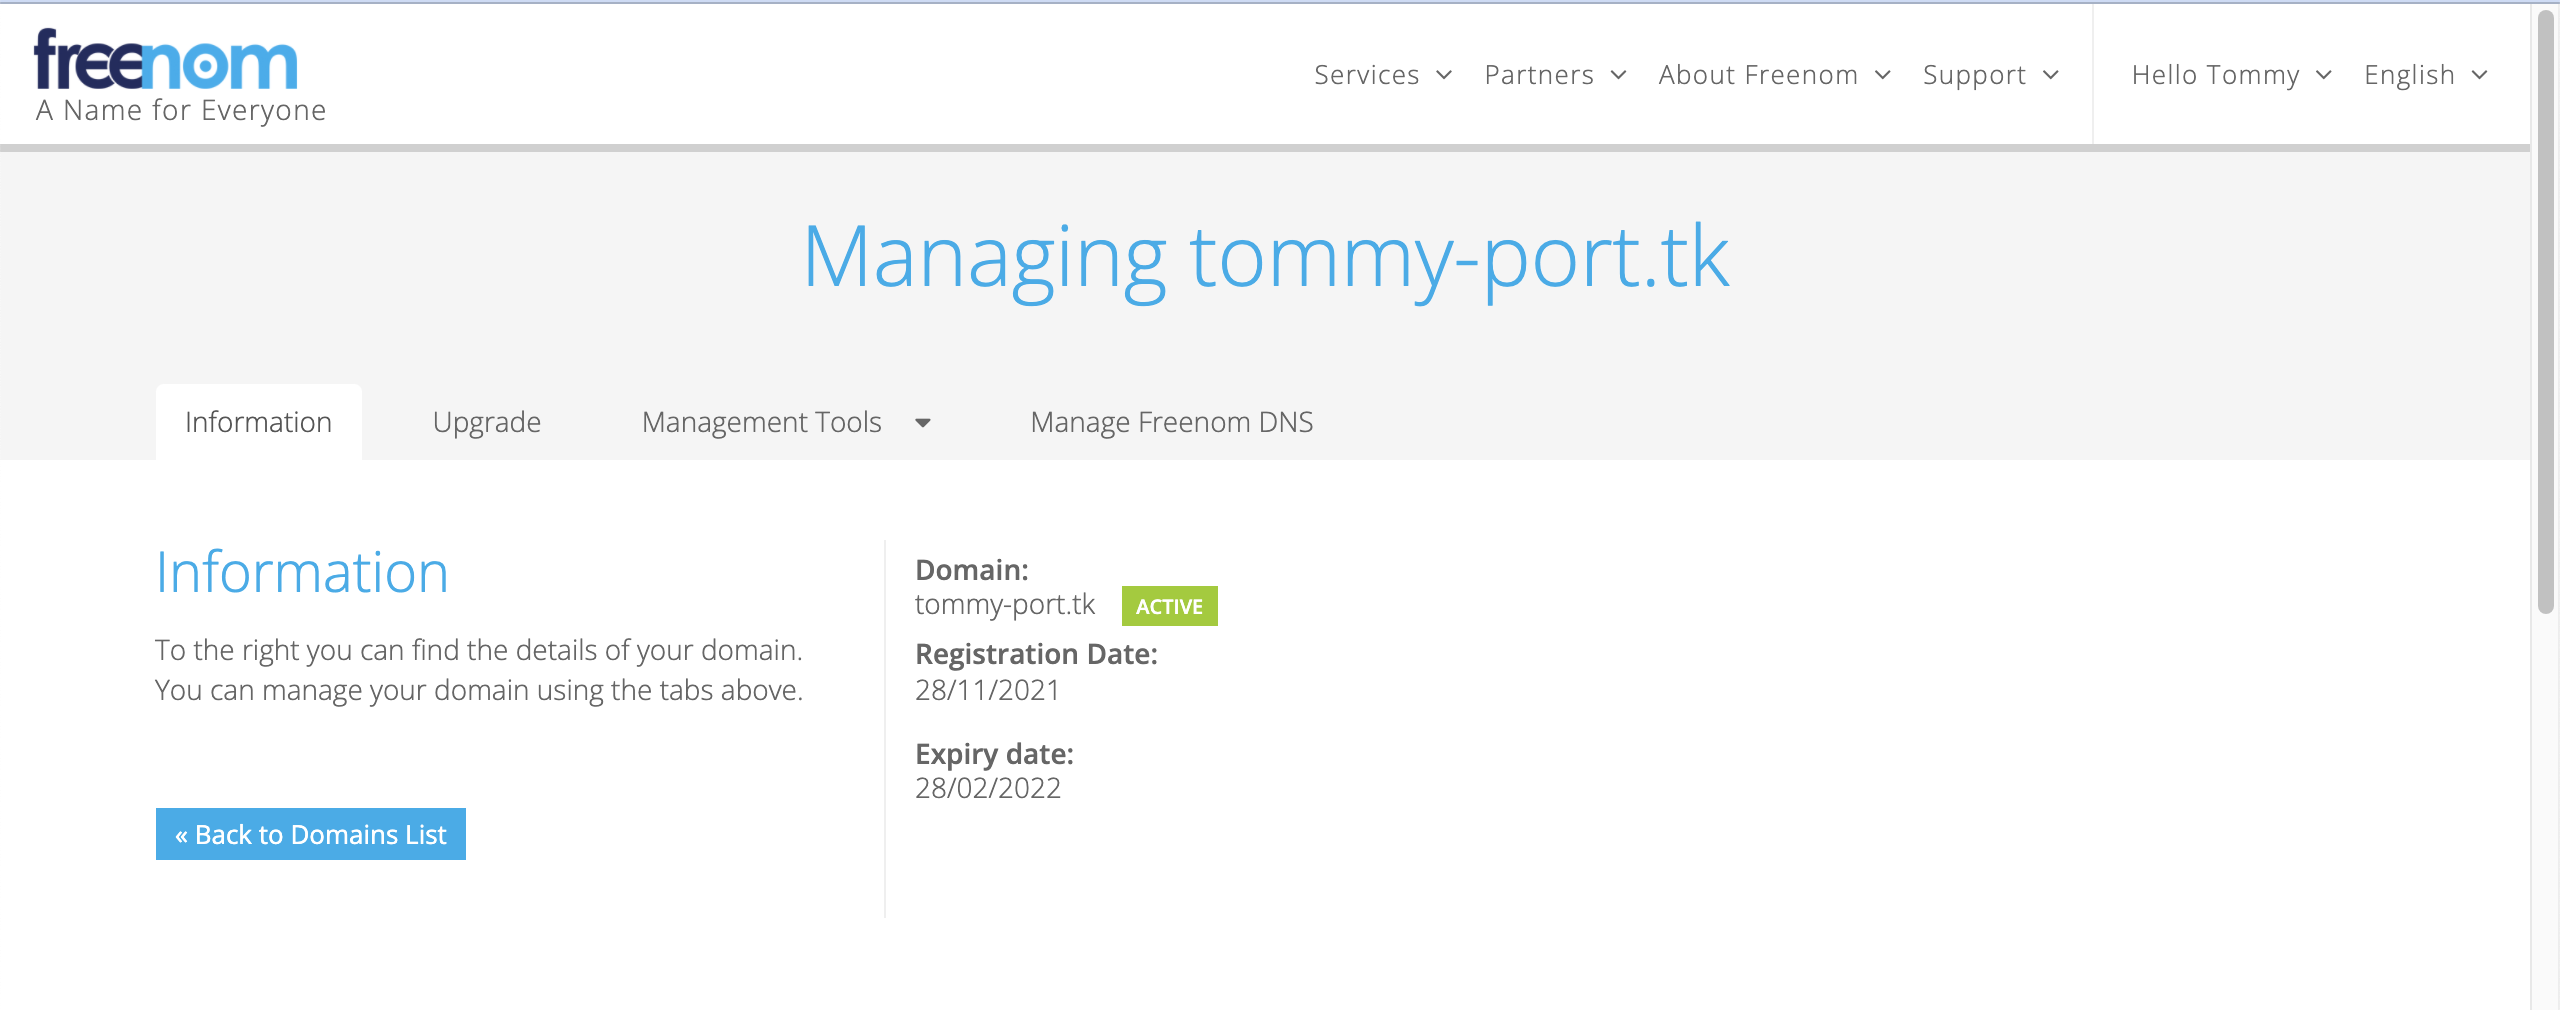 freenom
A Name for Everyone
Services
Partners
About Freenom
Support
Hello Tommy
English
Managing tommy-port.tk
Information
Upgrade
Management Tools
Manage Freenom DNS
Information
To the right you can find the details of your domain.
You can manage your domain using the tabs above.
« Back to Domains List
Domain:
tommy-port.tk ACTIVE
Registration Date:
28/11/2021
Expiry date:
28/02/2022